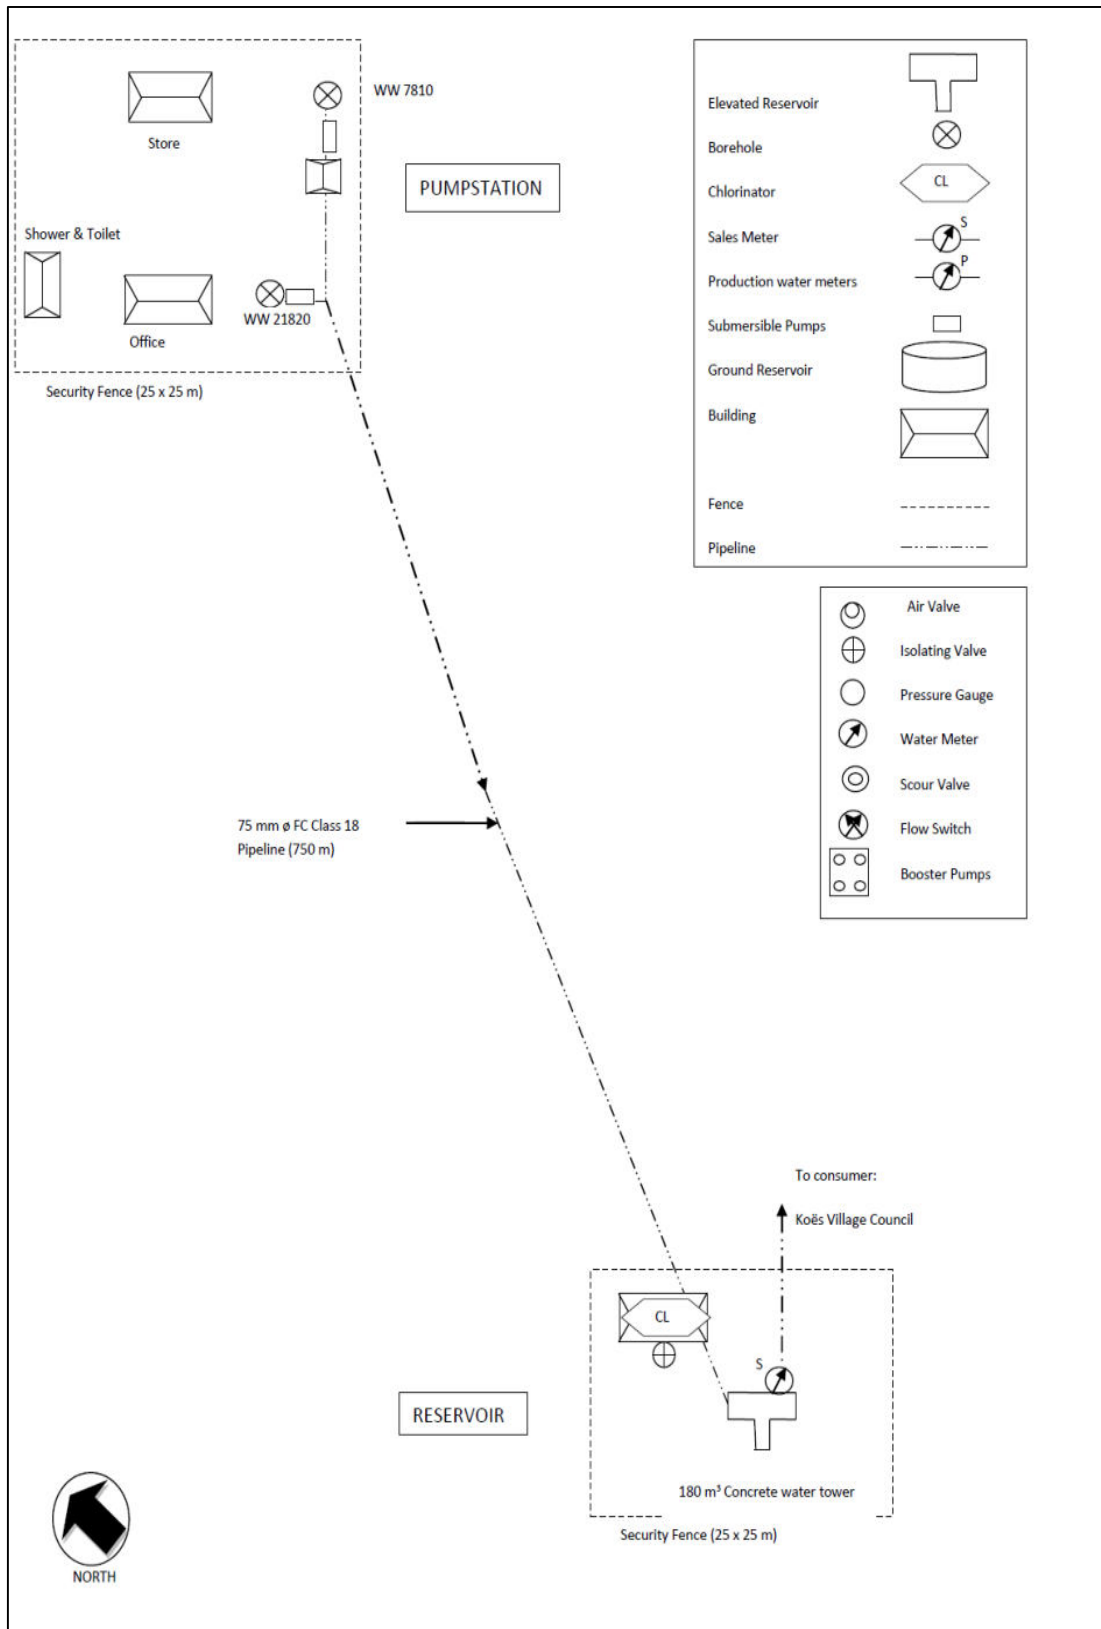 WW 7810
Store
PUMPSTATION
Shower & Toilet
WW 21820
Office
Security Fence (25 x 25 m)
Elevated Reservoir
Borehole
Chlorinator
CL
Sales Meter
S
Production water meters
P
Submersible Pumps
Ground Reservoir
Building
Fence
Pipeline
Air Valve
Isolating Valve
Pressure Gauge
Water Meter
Scour Valve
Flow Switch
Booster Pumps
75 mm ø FC Class 18
Pipeline (750 m)
To consumer:
Koës Village Council
CL
S
RESERVOIR
180 m³ Concrete water tower
Security Fence (25 x 25 m)
NORTH